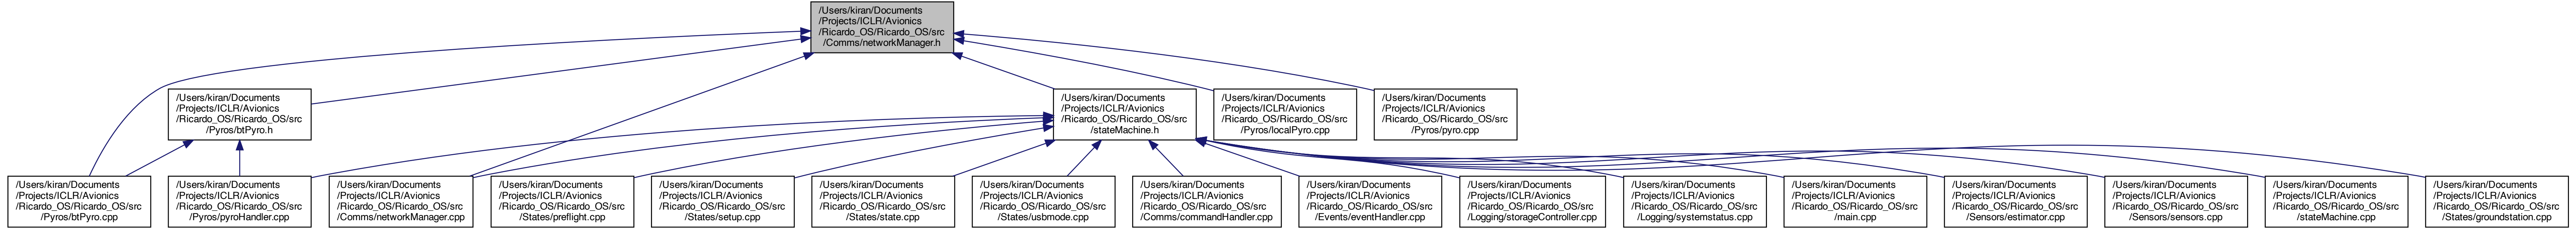 /Users/kiran/Documents
/Projects/ICLR/Avionics
/Ricardo_OS/Ricardo_OS/src
/Comms/networkManager.h
/Users/kiran/Documents
/Projects/ICLR/Avionics
/Ricardo_OS/Ricardo_OS/src
/Pyros/btPyro.h
/Users/kiran/Documents
/Projects/ICLR/Avionics
/Ricardo_OS/Ricardo_OS/src
/stateMachine.h
/Users/kiran/Documents
/Projects/ICLR/Avionics
/Ricardo_OS/Ricardo_OS/src
/Pyros/localPyro.cpp
/Users/kiran/Documents
/Projects/ICLR/Avionics
/Ricardo_OS/Ricardo_OS/src
/Pyros/pyro.cpp
/Users/kiran/Documents
/Projects/ICLR/Avionics
/Ricardo_OS/Ricardo_OS/src
/Pyros/btPyro.cpp
/Users/kiran/Documents
/Projects/ICLR/Avionics
/Ricardo_OS/Ricardo_OS/src
/Pyros/pyroHandler.cpp
/Users/kiran/Documents
/Projects/ICLR/Avionics
/Ricardo_OS/Ricardo_OS/src
/Comms/networkManager.cpp
/Users/kiran/Documents
/Projects/ICLR/Avionics
/Ricardo_OS/Ricardo_OS/src
/States/preflight.cpp
/Users/kiran/Documents
/Projects/ICLR/Avionics
/Ricardo_OS/Ricardo_OS/src
/States/setup.cpp
/Users/kiran/Documents
/Projects/ICLR/Avionics
/Ricardo_OS/Ricardo_OS/src
/States/state.cpp
/Users/kiran/Documents
/Projects/ICLR/Avionics
/Ricardo_OS/Ricardo_OS/src
/States/usbmode.cpp
/Users/kiran/Documents
/Projects/ICLR/Avionics
/Ricardo_OS/Ricardo_OS/src
/Comms/commandHandler.cpp
/Users/kiran/Documents
/Projects/ICLR/Avionics
/Ricardo_OS/Ricardo_OS/src
/Events/eventHandler.cpp
/Users/kiran/Documents
/Projects/ICLR/Avionics
/Ricardo_OS/Ricardo_OS/src
/Logging/storageController.cpp
/Users/kiran/Documents
/Projects/ICLR/Avionics
/Ricardo_OS/Ricardo_OS/src
/Logging/systemstatus.cpp
/Users/kiran/Documents
/Projects/ICLR/Avionics
/Ricardo_OS/Ricardo_OS/src
/main.cpp
/Users/kiran/Documents
/Projects/ICLR/Avionics
/Ricardo_OS/Ricardo_OS/src
/Sensors/estimator.cpp
/Users/kiran/Documents
/Projects/ICLR/Avionics
/Ricardo_OS/Ricardo_OS/src
/Sensors/sensors.cpp
/Users/kiran/Documents
/Projects/ICLR/Avionics
/Ricardo_OS/Ricardo_OS/src
/stateMachine.cpp
/Users/kiran/Documents
/Projects/ICLR/Avionics
/Ricardo_OS/Ricardo_OS/src
/States/groundstation.cpp